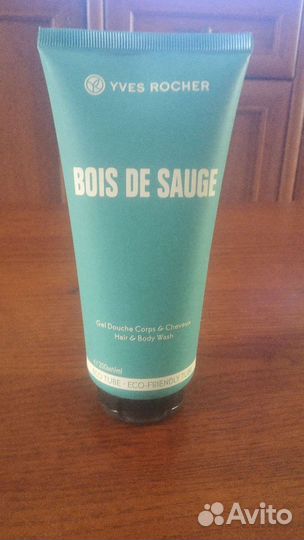 YVES ROCHER
BOIS DE SAUGE
Gel Douche Corps & Cheveux
Hair & Body Wash
200ml
TUBE - ECO-FRIENDLY
Avito